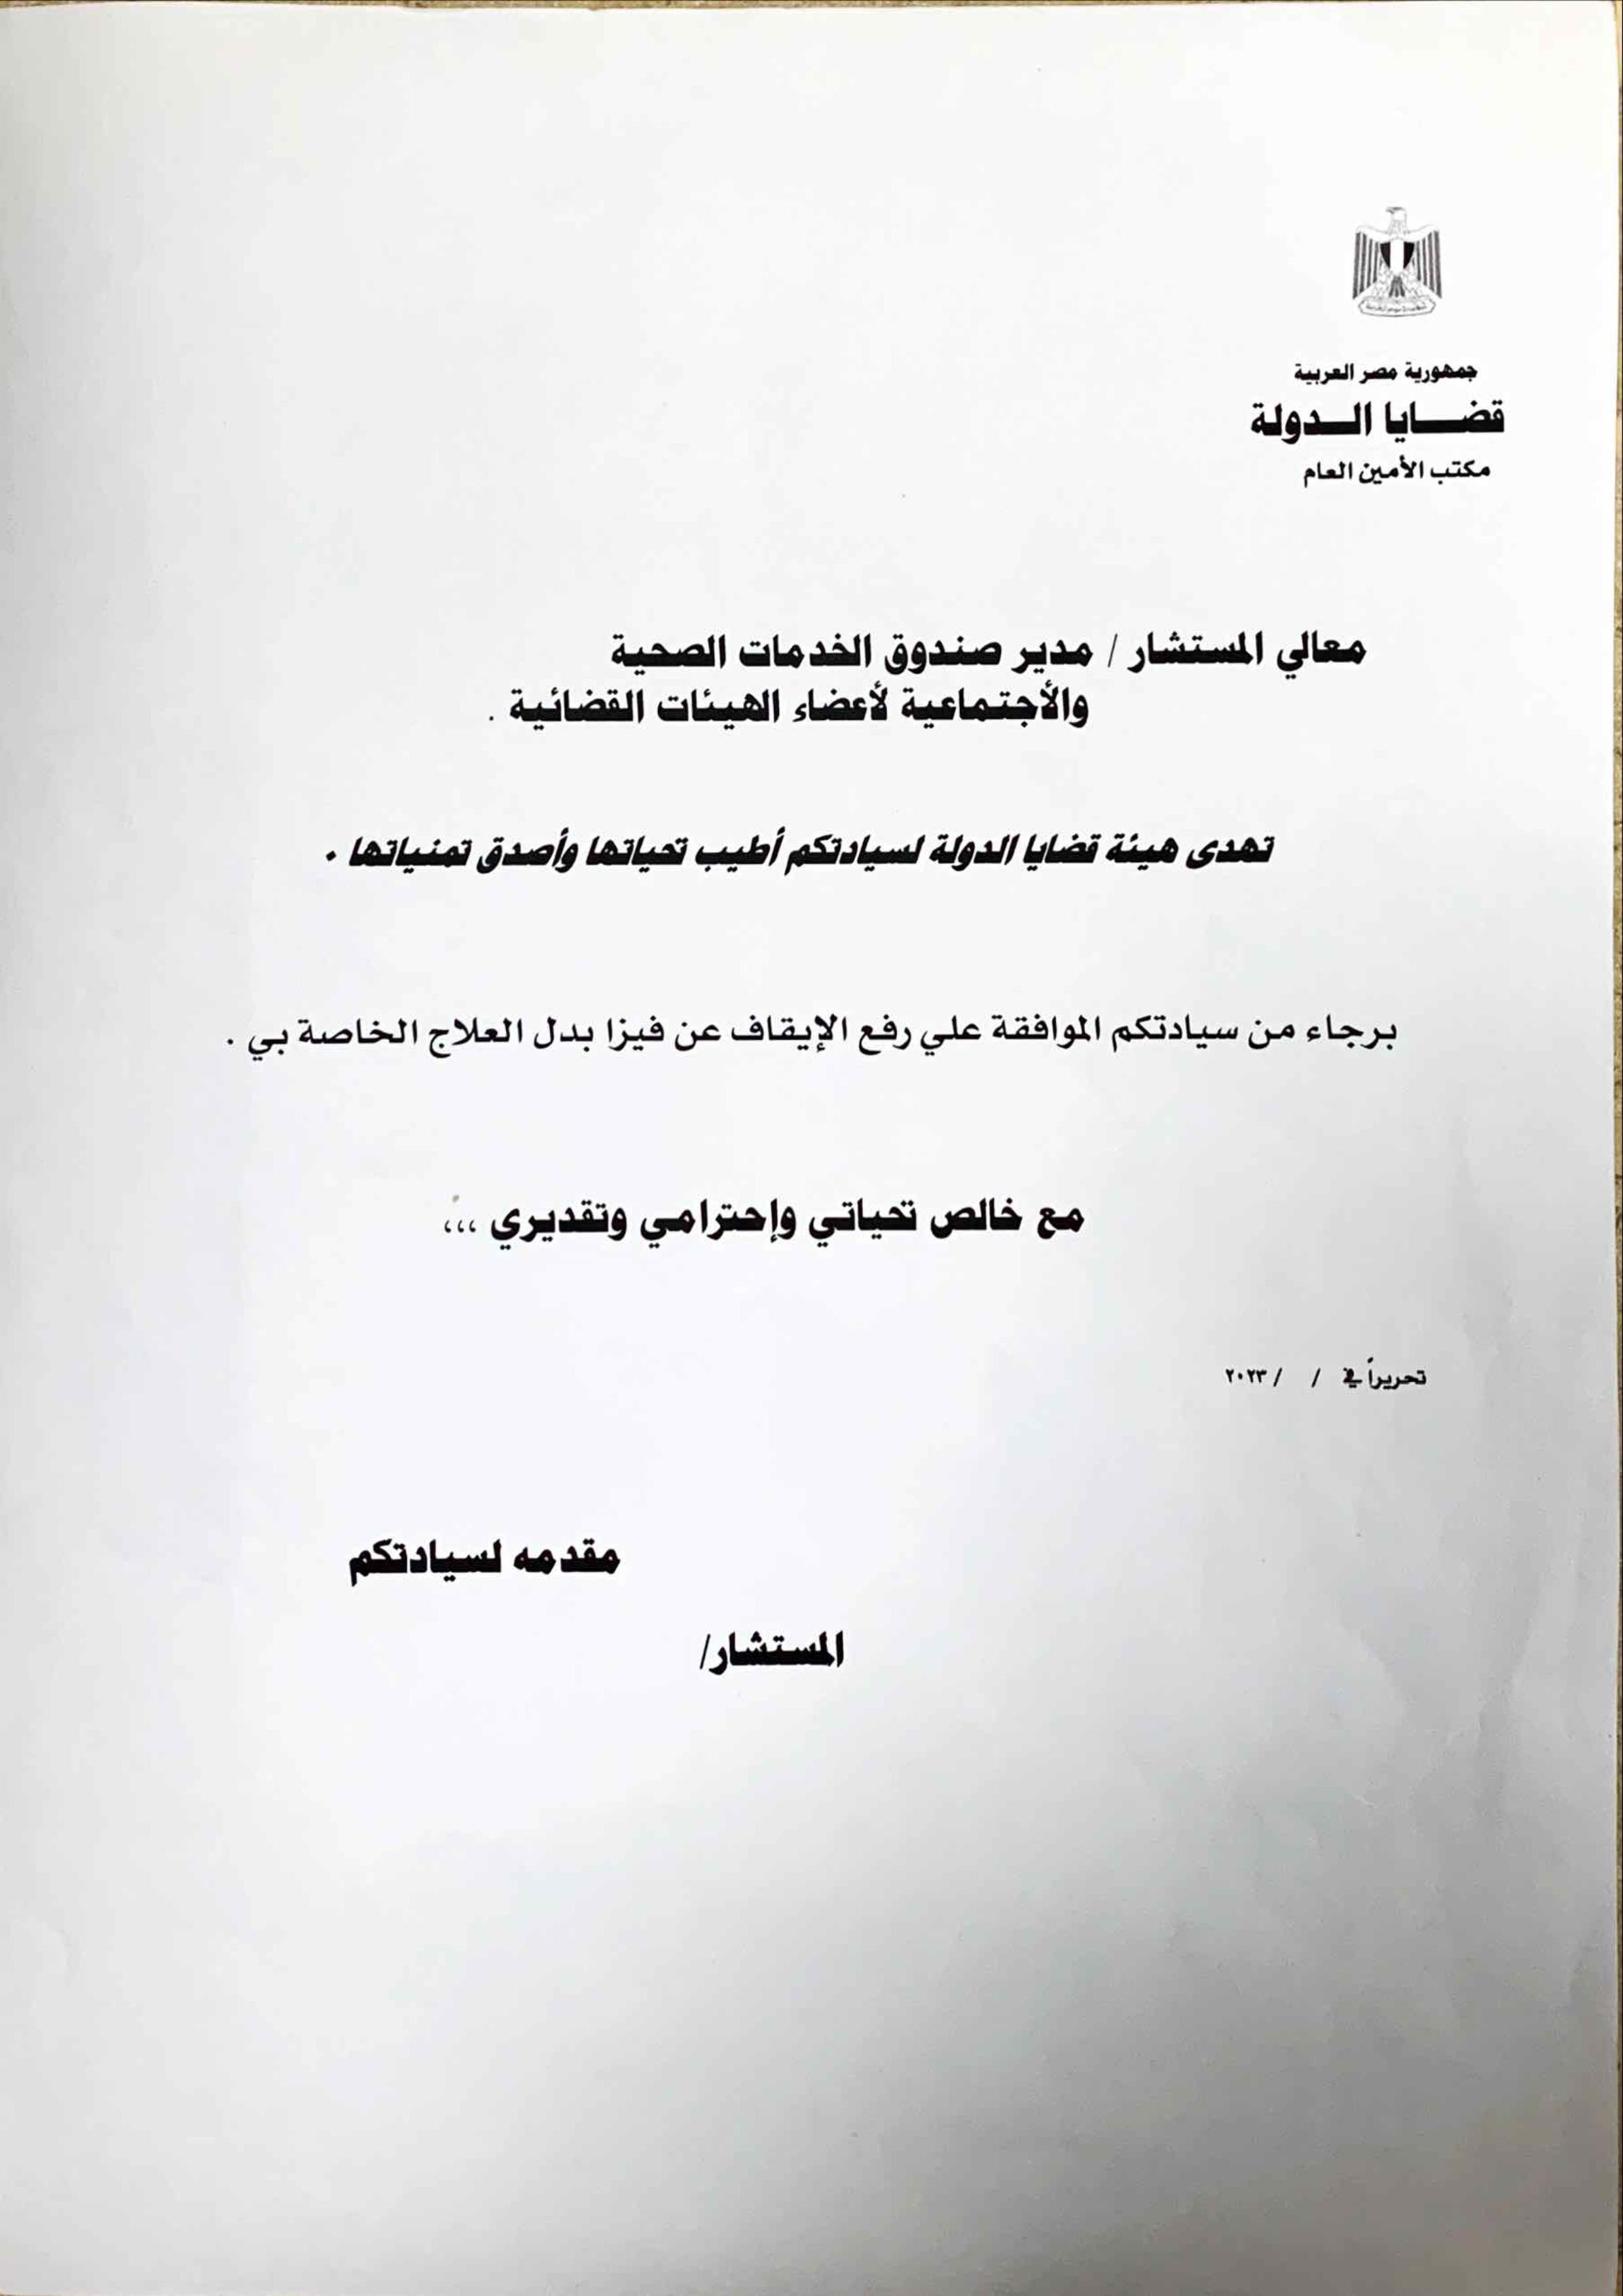 جمهورية مصر العربية
قضــــايا الــدولة
مكتب الأمين العام
معالي المستشار / مدير صندوق الخدمات الصحية
والأجتماعية لأعضاء الهيئات القضائية .
تهدى هيئة قضايا الدولة لسيادتكم أطيب تحياتها وأصدق تمنياتها .
برجاء من سيادتكم الموافقة علي رفع الإيقاف عن فيزا بدل العلاج الخاصة بي .
مع خالص تحياتي وإحترامي وتقديري ،،،
تحريراً في / / ٢٠٢٣
مقدمه لسيادتكم
المستشار/